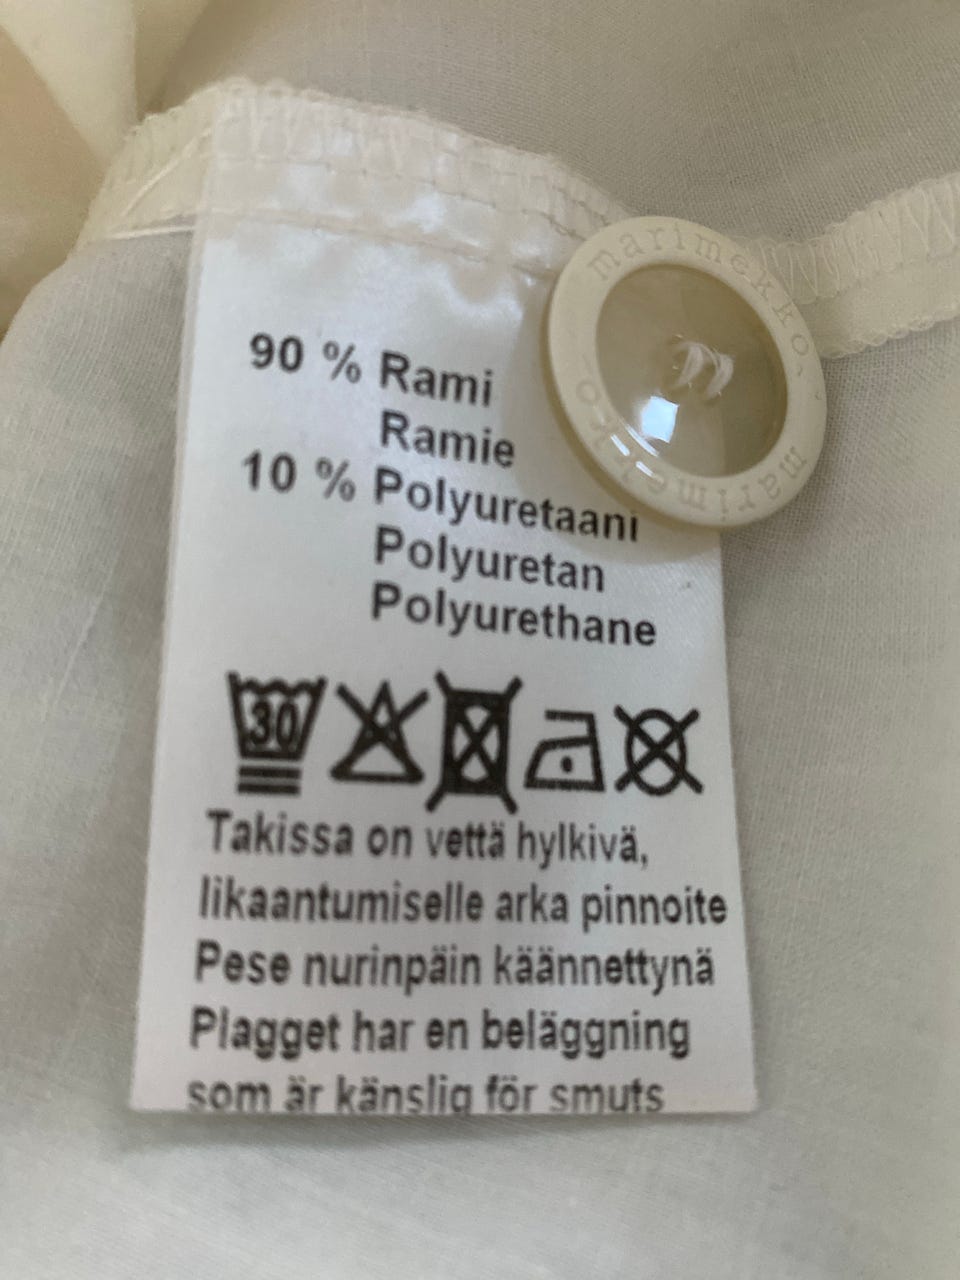 marimekko
marimekko
90 % Rami
Ramie
10 % Polyuretaani
Polyuretan
Polyurethane
30
Takissa on vettä hylkivä,
likaantumiselle arka pinnoite
Pese nurinpäin käännettynä
Plagget har en beläggning
som är känslig för smuts